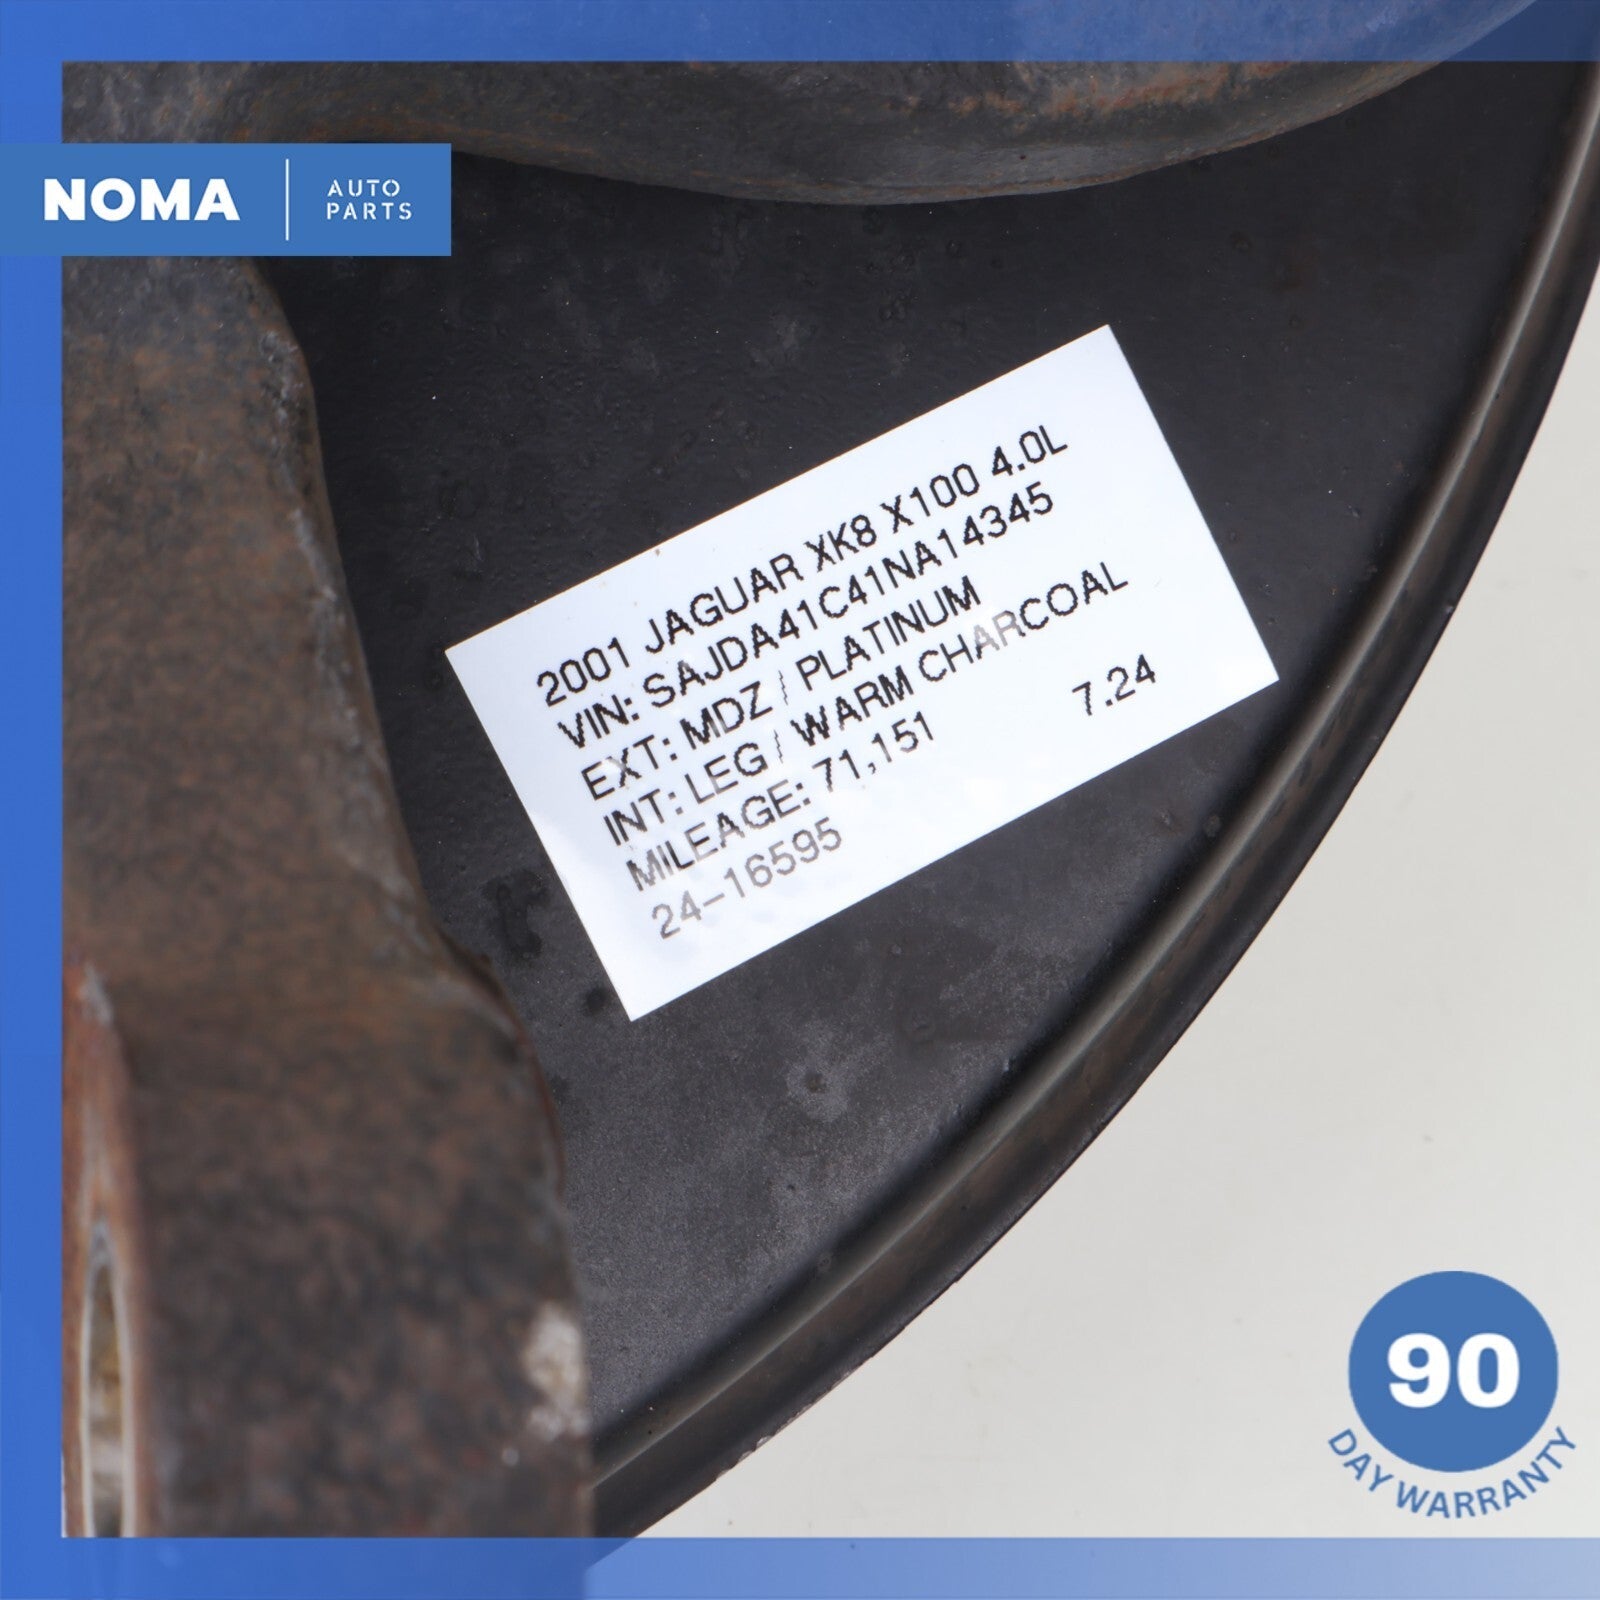 NOMA
AUTO
PARTS
2001 JAGUAR XK8 X100 4.0L
VIN: SAJDA41C41NA14345
EXT: MDZ / PLATINUM
INT: LEG / WARM CHARCOAL
MILEAGE: 71,151
7.24
24-16595
90
DAY WARRANTY